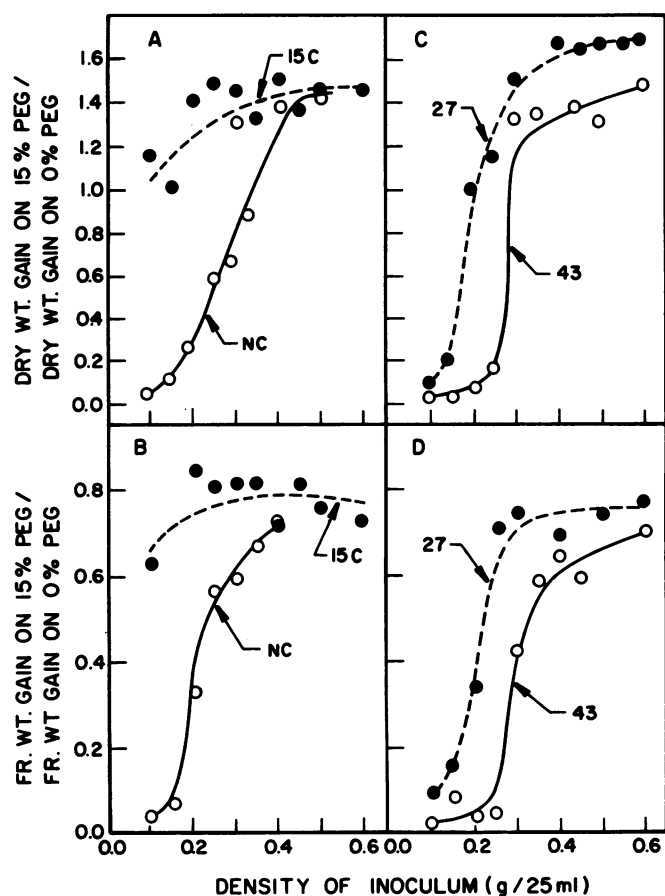 A
15C
NC
C
27
43
1.6
1.4
1.2
1.0
0.8
0.6
0.4
0.2
0.0
DRY WT. GAIN ON 15% PEG/
DRY WT. GAIN ON 0% PEG
B
15C
NC
D
27
43
0.8
0.6
0.4
0.2
0.0
FR. WT. GAIN ON 15% PEG/
FR. WT GAIN ON 0% PEG
0.0 0.2 0.4 0.6 0.0 0.2 0.4 0.6
DENSITY OF INOCULUM (g/25ml)